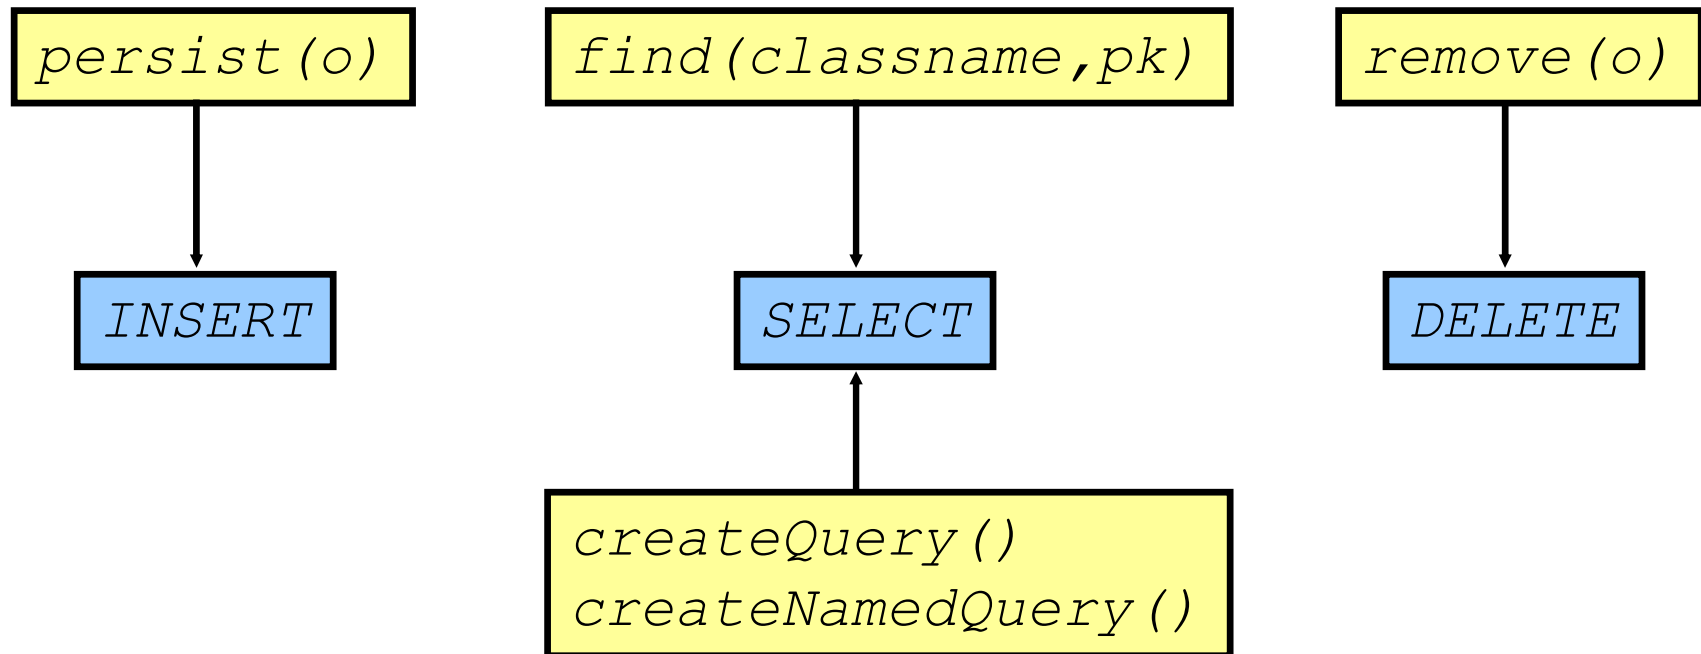 persist(o)
find(classname,pk)
remove(o)
INSERT
SELECT
DELETE
createQuery()
createNamedQuery()